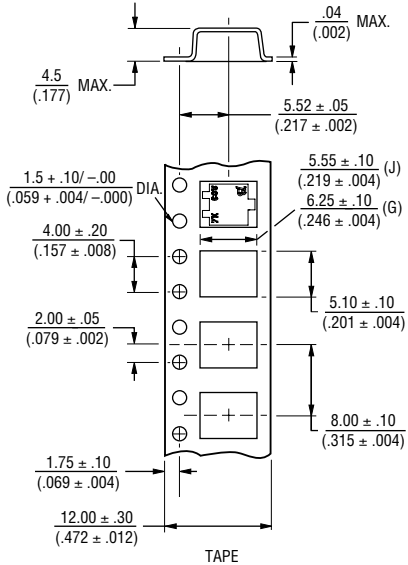 .04 MAX.
(.002)
4.5 MAX.
(.177)
5.52 ± .05
(.217 ± .002)
1.5 + .10/ –.00 DIA.
(.059 + .004/ –.000)
5.55 ± .10 (J)
(.219 ± .004)
6.25 ± .10 (G)
(.246 ± .004)
4.00 ± .20
(.157 ± .008)
5.10 ± .10
(.201 ± .004)
2.00 ± .05
(.079 ± .002)
8.00 ± .10
(.315 ± .004)
1.75 ± .10
(.069 ± .004)
12.00 ± .30
(.472 ± .012)
TAPE